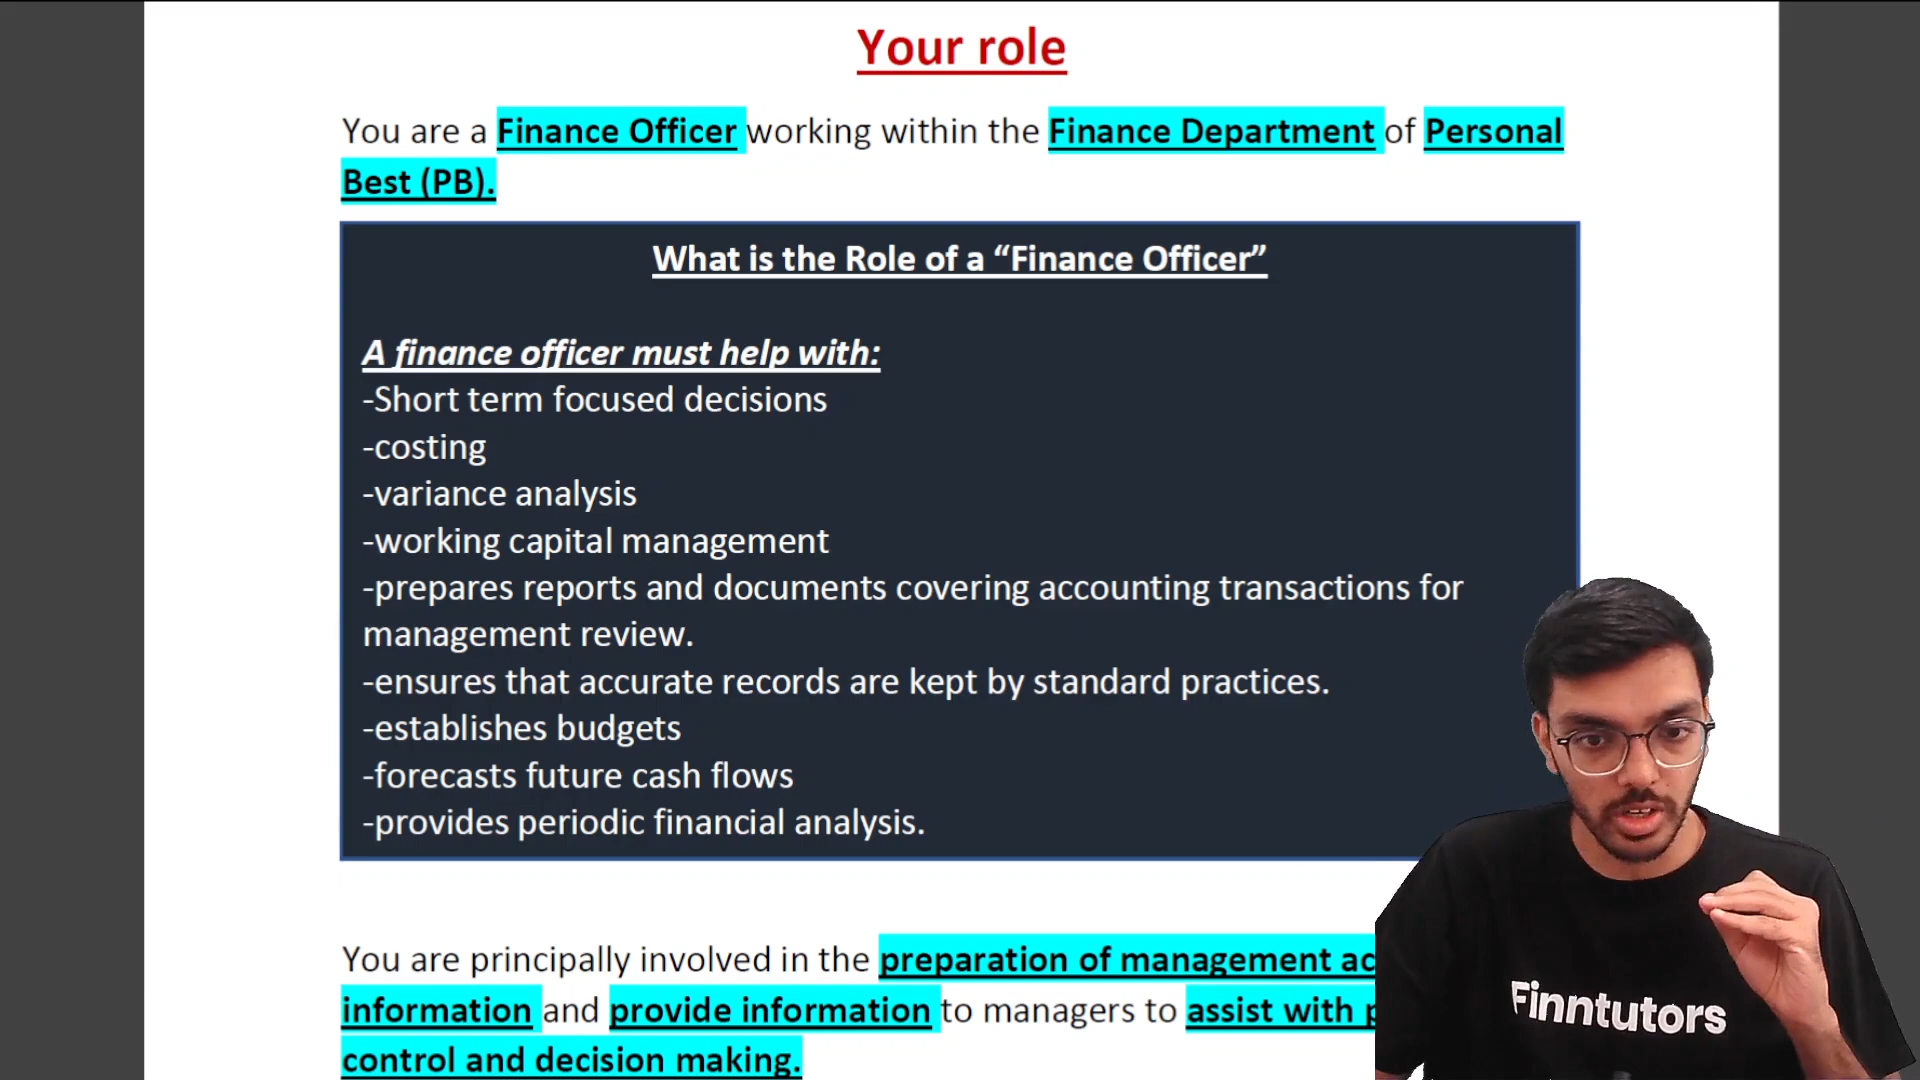 Your role
You are a Finance Officer working within the Finance Department of Personal
Best (PB).
What is the Role of a “Finance Officer”
A finance officer must help with:
-Short term focused decisions
-costing
-variance analysis
-working capital management
-prepares reports and documents covering accounting transactions for
management review.
-ensures that accurate records are kept by standard practices.
-establishes budgets
-forecasts future cash flows
-provides periodic financial analysis.
You are principally involved in the preparation of management
information and provide information to managers to assist with
control and decision making.
Finntutors